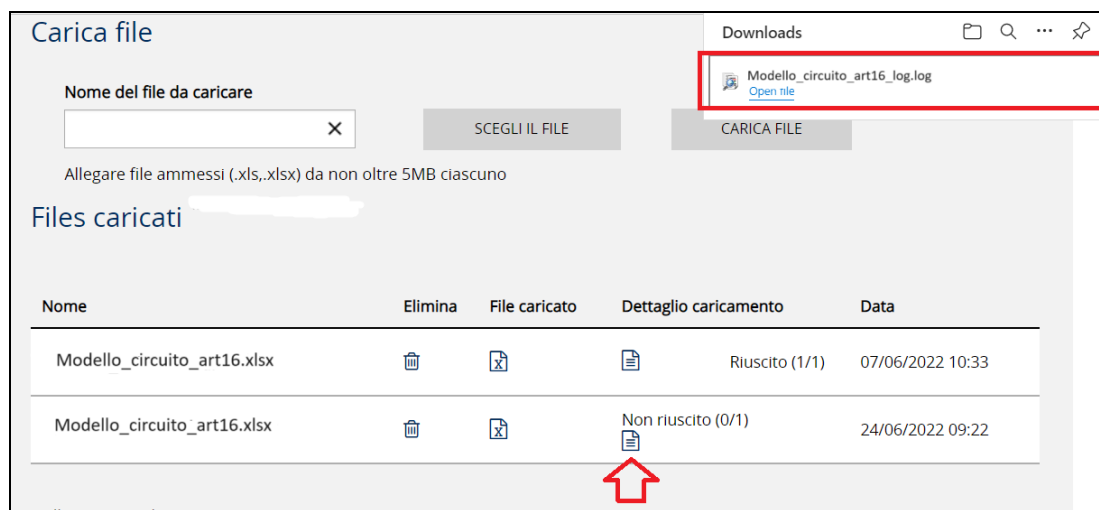 Carica file
Downloads
Modello_circuito_art16_log.log
Open file
Nome del file da caricare
SCEGLI IL FILE
CARICA FILE
Allegare file ammessi (.xls,.xlsx) da non oltre 5MB ciascuno
Files caricati
Nome Elimina File caricato Dettaglio caricamento Data
Modello_circuito_art16.xlsx Riuscito (1/1) 07/06/2022 10:33
Modello_circuito_art16.xlsx Non riuscito (0/1) 24/06/2022 09:22